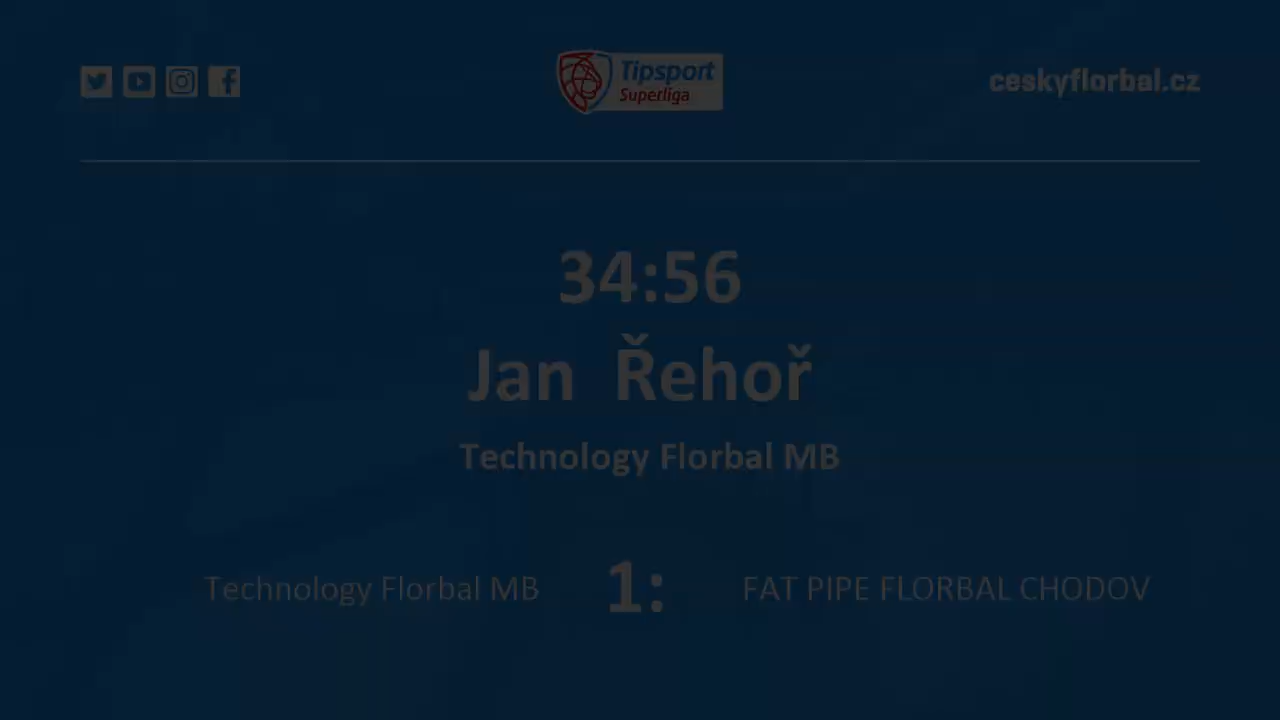 Tipsport
Superliga
ceskyflorbal.cz
34:56
Jan Řehoř
Technology Florbal MB
Technology Florbal MB 1: FAT PIPE FLORBAL CHODOV